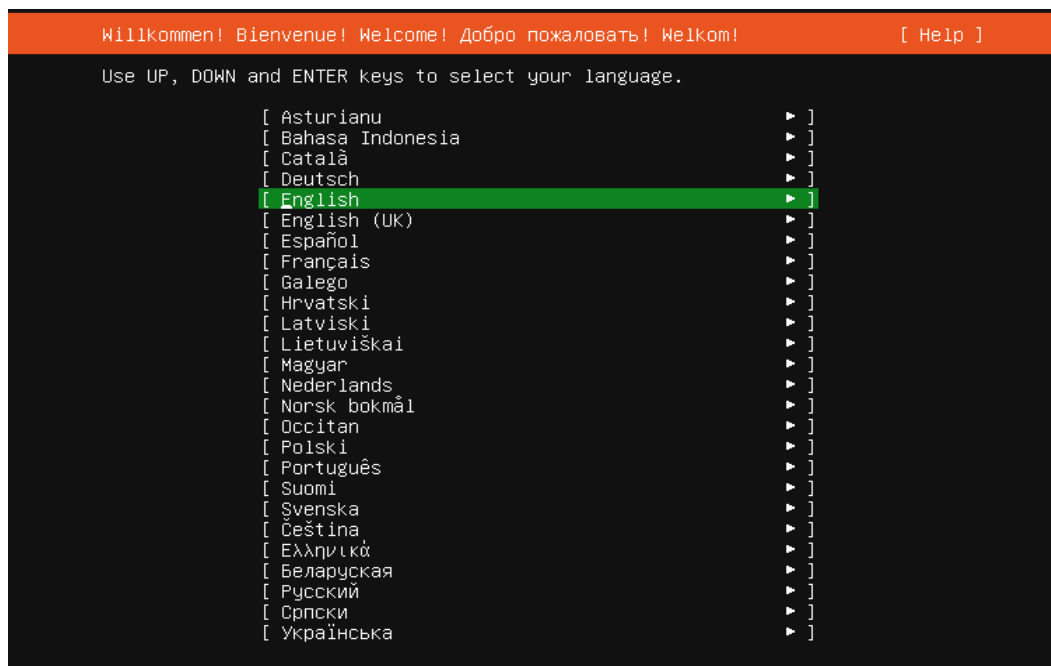 Willkommen! Bienvenue! Welcome! Добро пожаловать! Welkom! [ Help ]
Use UP, DOWN and ENTER keys to select your language.
[ Asturianu ► ]
[ Bahasa Indonesia ► ]
[ Català ► ]
[ Deutsch ► ]
[ English ► ]
[ English (UK) ► ]
[ Español ► ]
[ Français ► ]
[ Galego ► ]
[ Hrvatski ► ]
[ Latviski ► ]
[ Lietuviškai ► ]
[ Magyar ► ]
[ Nederlands ► ]
[ Norsk bokmål ► ]
[ Occitan ► ]
[ Polski ► ]
[ Português ► ]
[ Suomi ► ]
[ Svenska ► ]
[ Čeština ► ]
[ Ελληνικά ► ]
[ Беларуская ► ]
[ Русский ► ]
[ Српски ► ]
[ Українська ► ]